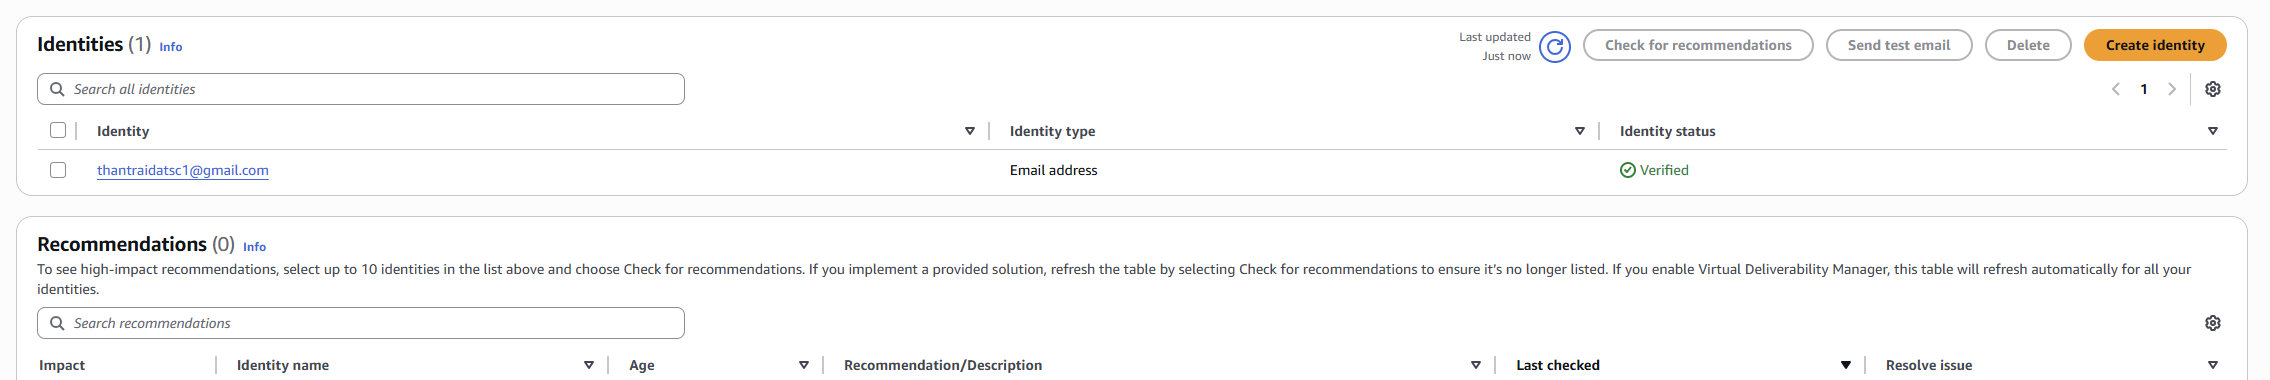 Identities (1) Info
Last updated
Just now
Check for recommendations
Send test email
Delete
Create identity
Search all identities
1
Identity
Identity type
Identity status
thantraidatsc1@gmail.com
Email address
Verified
Recommendations (0) Info
To see high-impact recommendations, select up to 10 identities in the list above and choose Check for recommendations. If you implement a provided solution, refresh the table by selecting Check for recommendations to ensure it's no longer listed. If you enable Virtual Deliverability Manager, this table will refresh automatically for all your
identities.
Search recommendations
Impact
Identity name
Age
Recommendation/Description
Last checked
Resolve issue